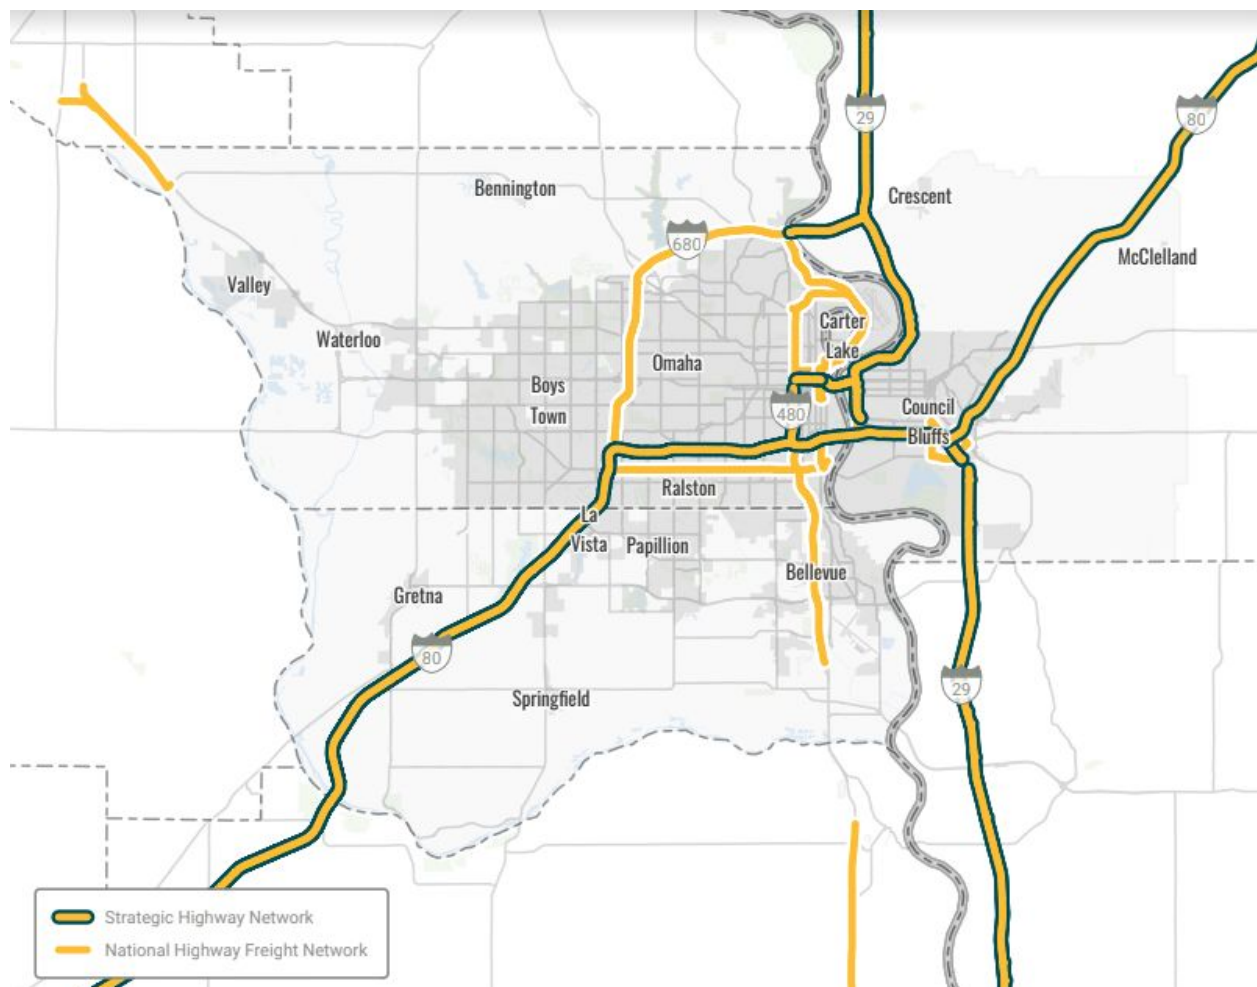 29
80
Bennington
Crescent
680
McClelland
Valley
Carter
Lake
Waterloo
Omaha
Boys
Town
480
Council
Bluffs
Ralston
La
Vista
Papillion
Bellevue
Gretna
80
29
Springfield
Strategic Highway Network
National Highway Freight Network